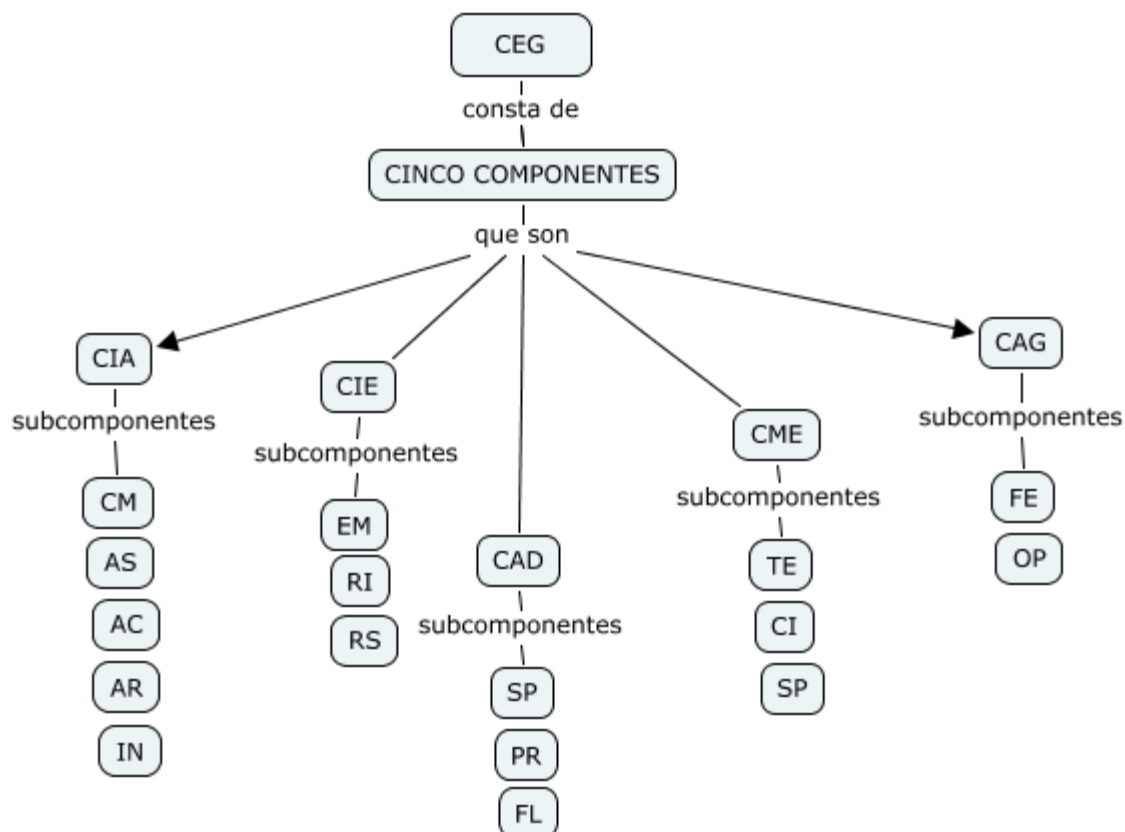 CEG
consta de
CINCO COMPONENTES
que son
CIA
subcomponentes
CM
AS
AC
AR
IN
CIE
subcomponentes
EM
RI
RS
CAD
subcomponentes
SP
PR
FL
CME
subcomponentes
TE
CI
SP
CAG
subcomponentes
FE
OP